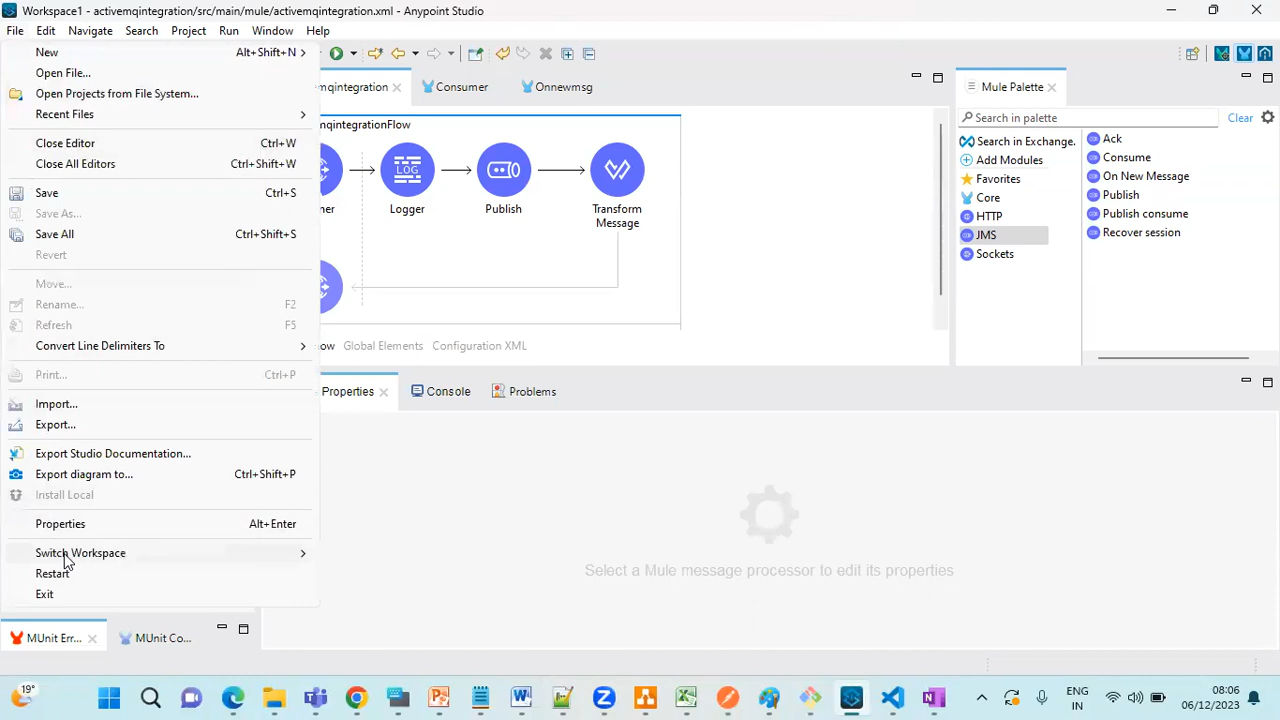 Workspace1 - activemqintegration/src/main/mule/activemqintegration.xml - Anypoint Studio
File Edit Navigate Search Project Run Window Help
New Alt+Shift+N
Open File...
Open Projects from File System...
Recent Files
Close Editor Ctrl+W
Close All Editors Ctrl+Shift+W
Save Ctrl+S
Save As...
Save All Ctrl+Shift+S
Revert
Move...
Rename... F2
Refresh F5
Convert Line Delimiters To
Print... Ctrl+P
Import...
Export...
Export Studio Documentation...
Export diagram to... Ctrl+Shift+P
Install Local
Properties Alt+Enter
Switch Workspace
Restart
Exit
MUnit Err... MUnit Co...
mqintegration Consumer Onnewmsg
mqintegrationFlow
ner
LOG
Logger
Publish
Transform
Message
ow Global Elements Configuration XML
Properties Console Problems
Select a Mule message processor to edit its properties
Mule Palette
Search in palette Clear
Search in Exchange.
Add Modules
Favorites
Core
HTTP
JMS
Sockets
Ack
Consume
On New Message
Publish
Publish consume
Recover session
19°
ENG
IN
08:06
06/12/2023